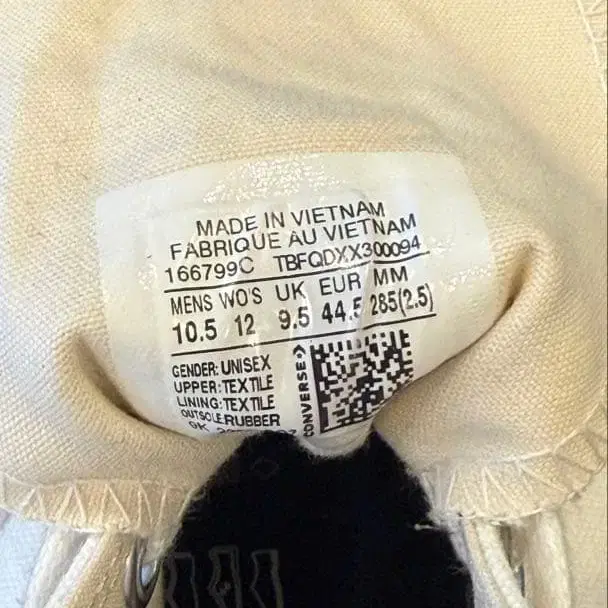 MADE IN VIETNAM
FABRIQUE AU VIETNAM
166799C TBFQDXX300094
MENS WO'S UK EUR MM
10.5 12 9.5 44.5 285(2.5)
GENDER: UNISEX
UPPER: TEXTILE
LINING: TEXTILE
OUTSOLE RUBBER
CONVERSE